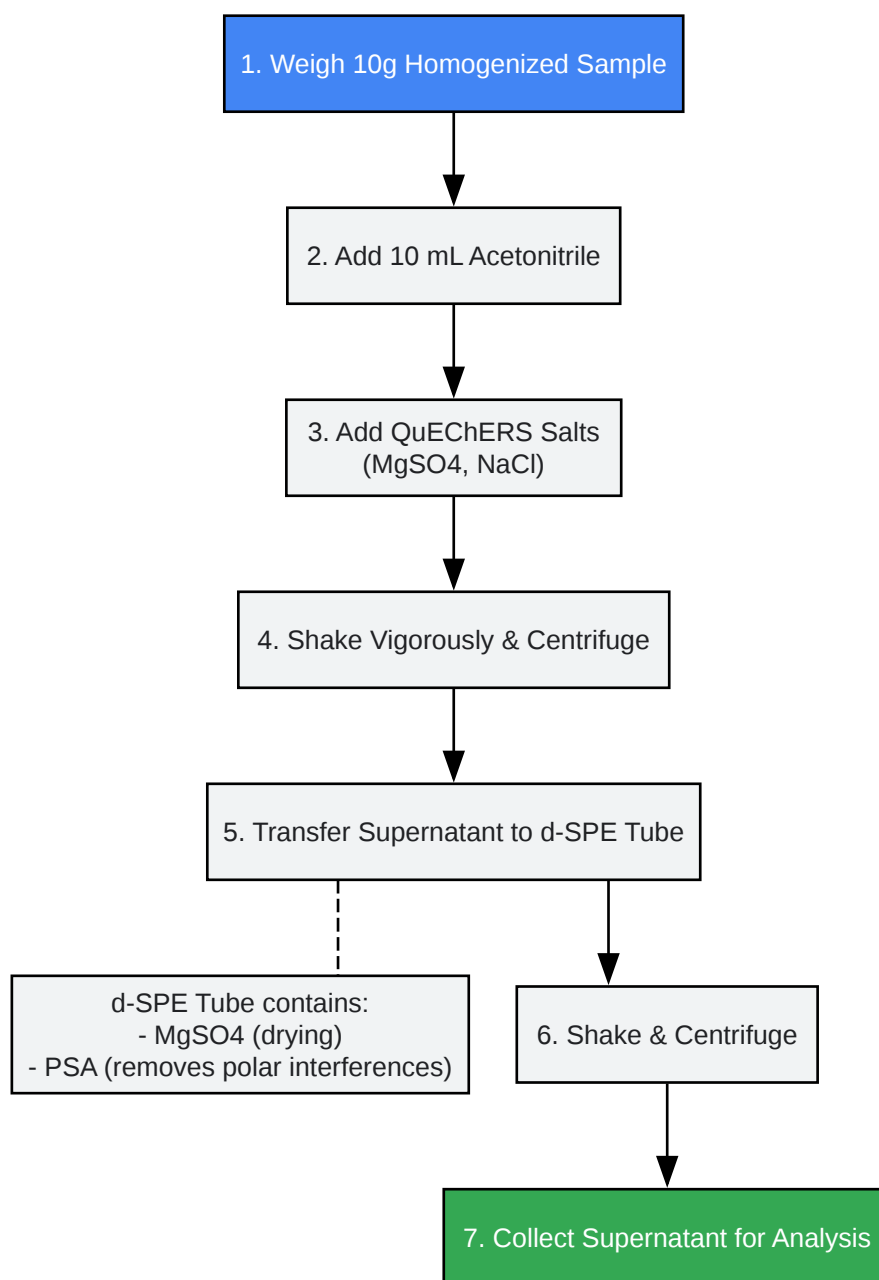 1. Weigh 10g Homogenized Sample
2. Add 10 mL Acetonitrile
3. Add QuEChERS Salts
(MgSO4, NaCl)
4. Shake Vigorously & Centrifuge
5. Transfer Supernatant to d-SPE Tube
d-SPE Tube contains:
- MgSO4 (drying)
- PSA (removes polar interferences)
6. Shake & Centrifuge
7. Collect Supernatant for Analysis